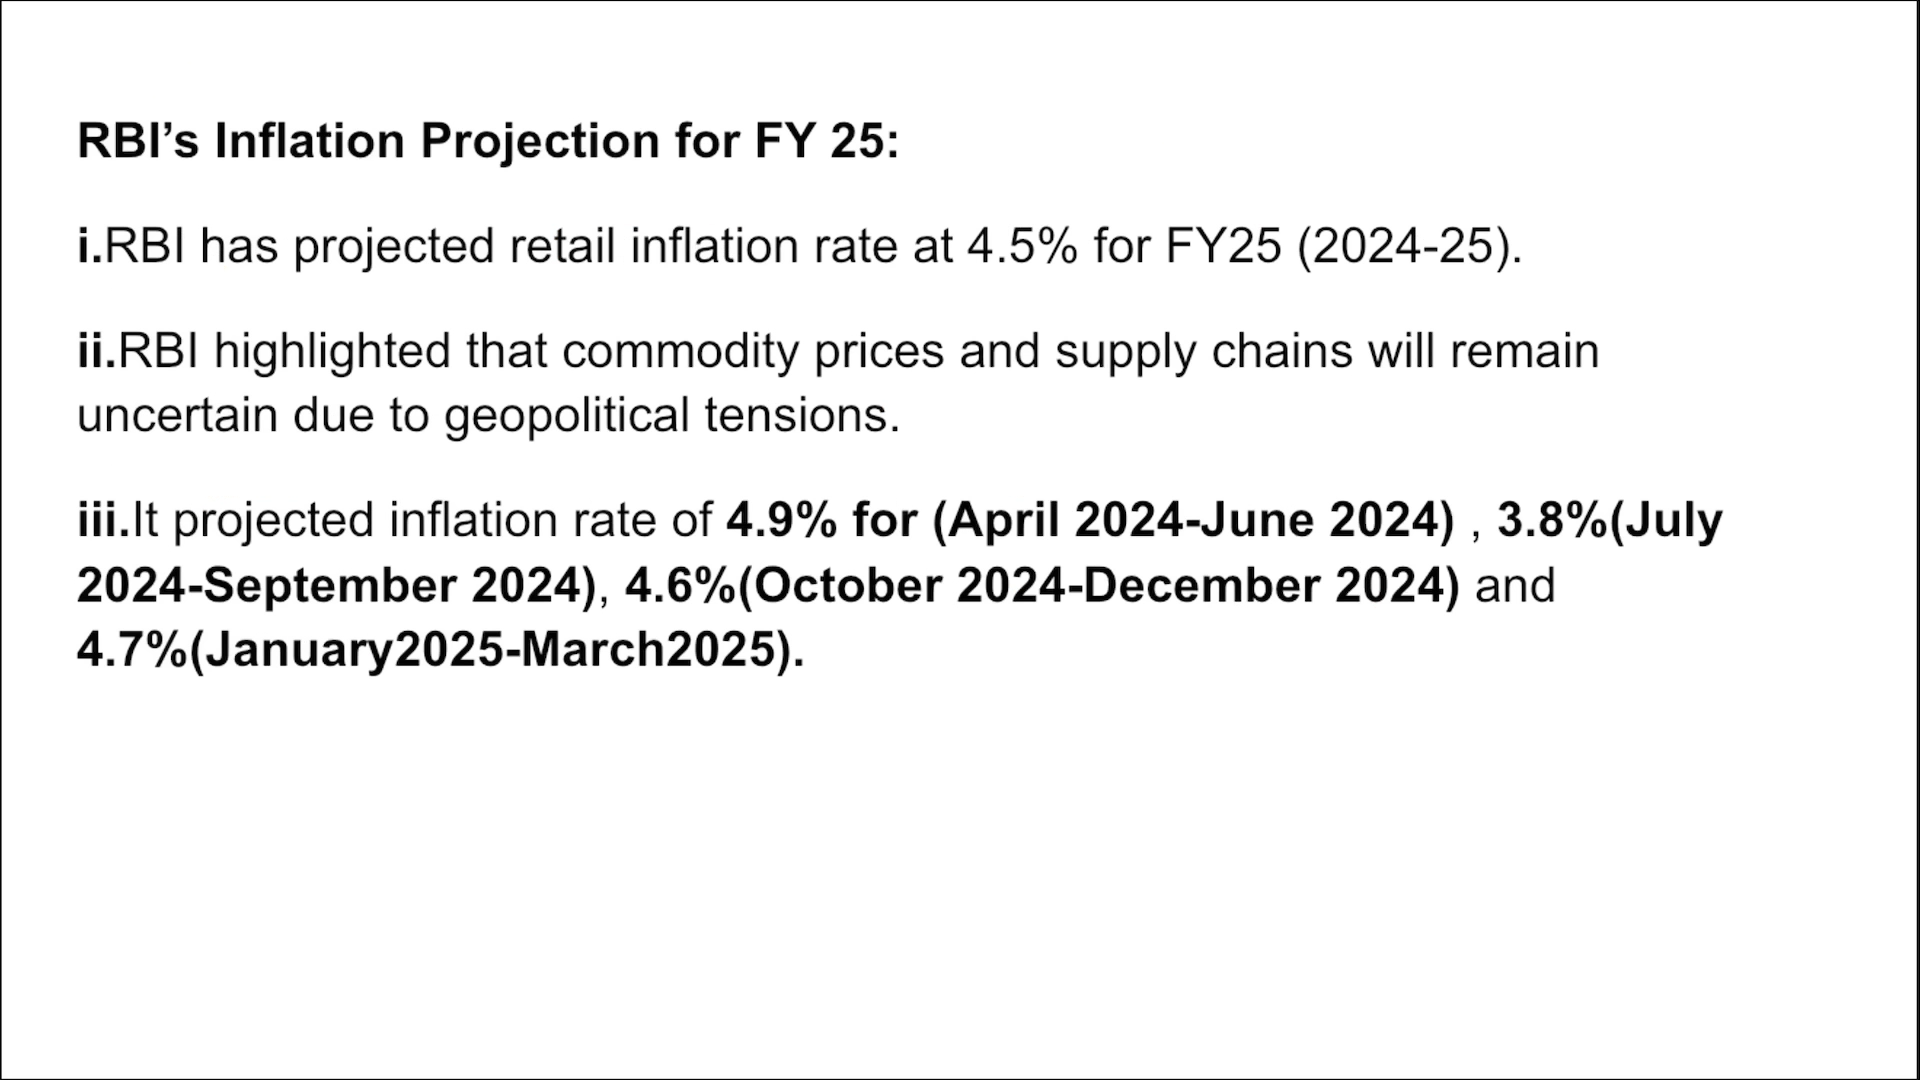 RBI’s Inflation Projection for FY 25:
i.RBI has projected retail inflation rate at 4.5% for FY25 (2024-25).
ii.RBI highlighted that commodity prices and supply chains will remain
uncertain due to geopolitical tensions.
iii.It projected inflation rate of 4.9% for (April 2024-June 2024) , 3.8%(July
2024-September 2024), 4.6%(October 2024-December 2024) and
4.7%(January2025-March2025).